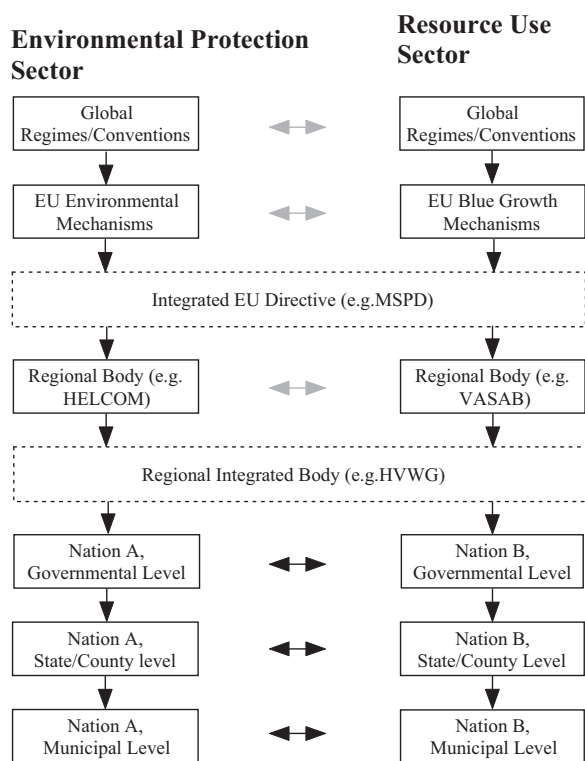 Environmental Protection
Sector
Resource Use
Sector
Global
Regimes/Conventions
Global
Regimes/Conventions
EU Environmental
Mechanisms
EU Blue Growth
Mechanisms
Integrated EU Directive (e.g.MSPD)
Regional Body (e.g.
HELCOM)
Regional Body (e.g.
VASAB)
Regional Integrated Body (e.g.HVWG)
Nation A,
Governmental Level
Nation B,
Governmental Level
Nation A,
State/County level
Nation B,
State/County Level
Nation A,
Municipal Level
Nation B,
Municipal Level